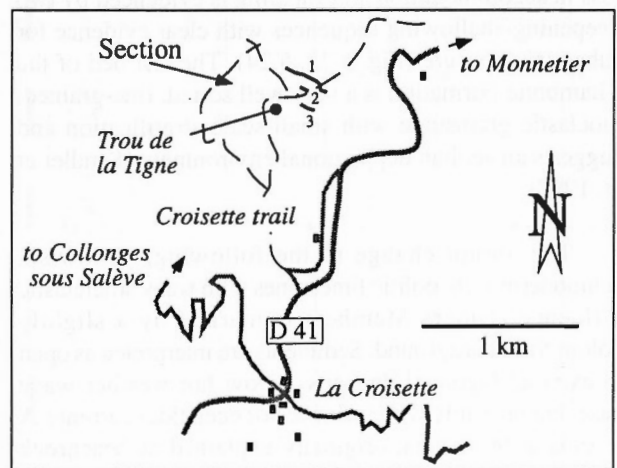 Section
1
2
3
to Monnetier
Trou de
la Tigne
Croisette trail
N
to Collonges
sous Salève
D 41
1 km
La Croisette